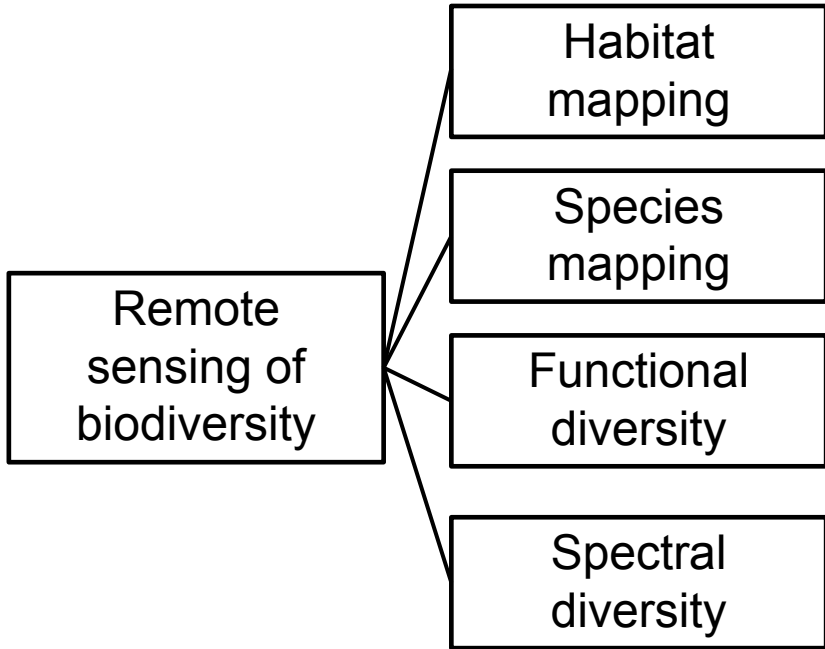 Remote
sensing of
biodiversity
Habitat
mapping
Species
mapping
Functional
diversity
Spectral
diversity